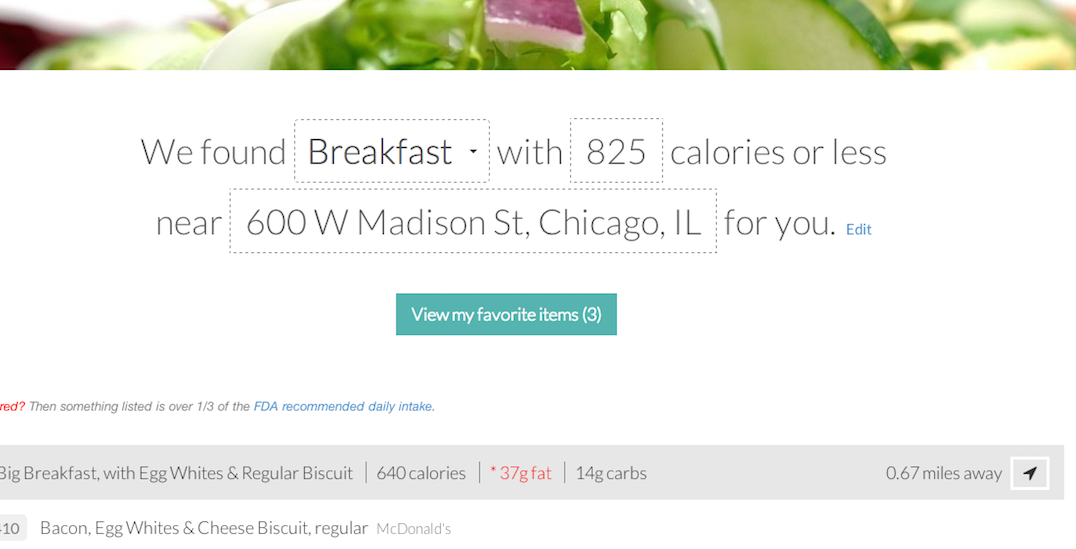 We found Breakfast with 825 calories or less
near 600 W Madison St, Chicago, IL for you. Edit
View my favorite items (3)
red? Then something listed is over 1/3 of the FDA recommended daily intake.
Big Breakfast, with Egg Whites & Regular Biscuit | 640 calories | * 37g fat | 14g carbs 0.67 miles away
410 Bacon, Egg Whites & Cheese Biscuit, regular McDonald's